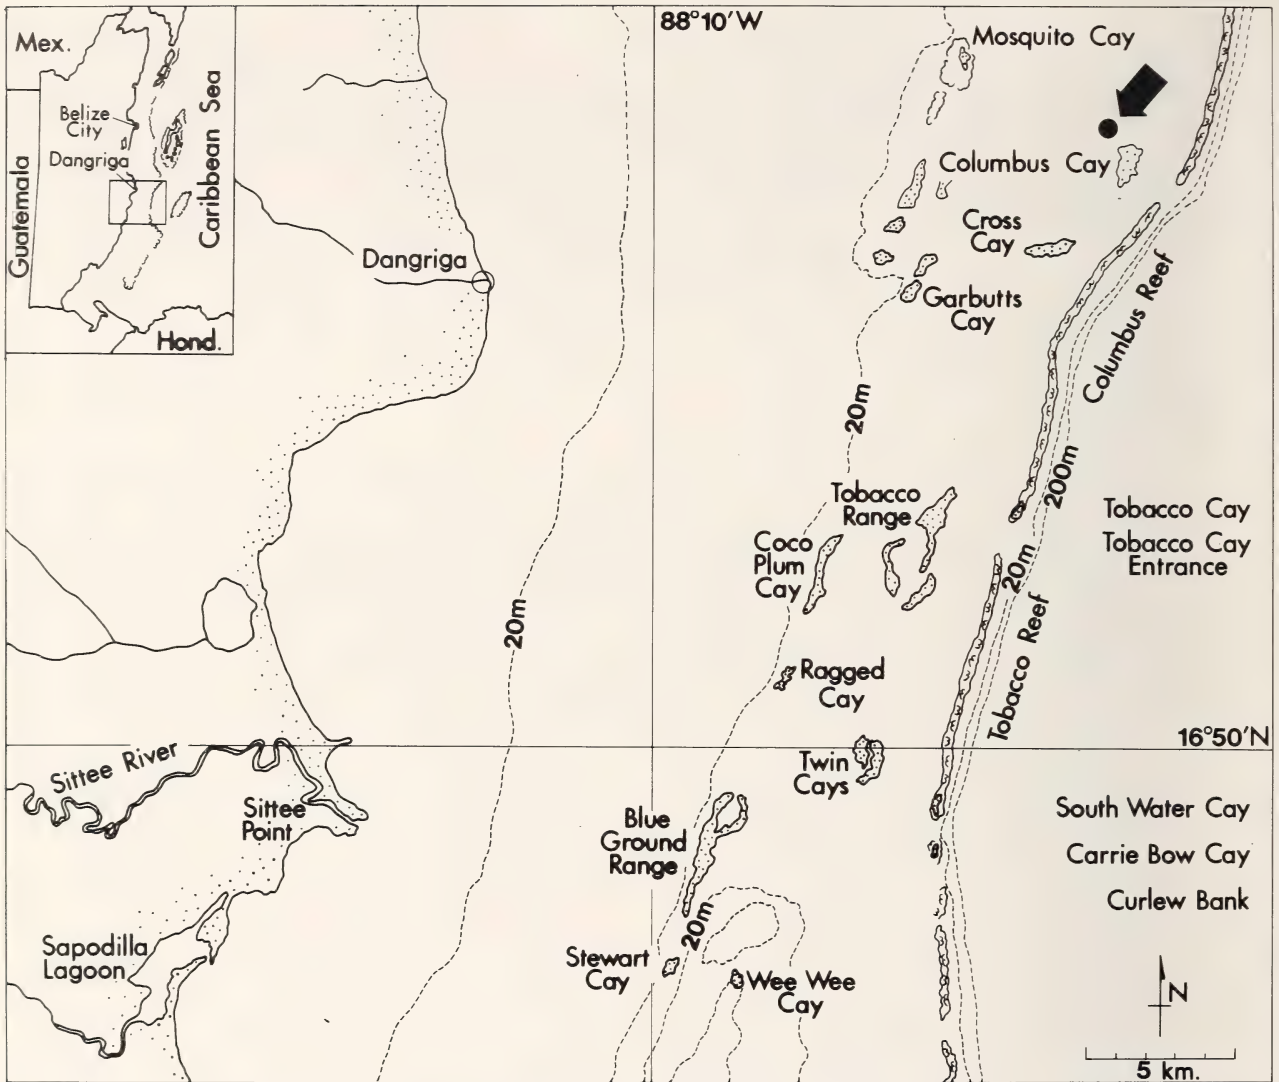 Mex.
Belize
City
Dangriga
Guatemala
Caribbean Sea
Hond.
88°10'W
Mosquito Cay
Columbus Cay
Cross
Cay
Dangriga
Garbutts
Cay
Columbus Reef
20m
200m
Tobacco
Range
Tobacco Cay
Coco
Plum
Cay
Tobacco Cay
Entrance
20m
20m
Tobacco Reef
Ragged
Cay
16°50'N
Sittee River
Twin
Cays
Sittee
Point
Blue
Ground
Range
South Water Cay
Carrie Bow Cay
Curlew Bank
20m
Sapodilla
Lagoon
Stewart
Cay
Wee Wee
Cay
N
5 km.